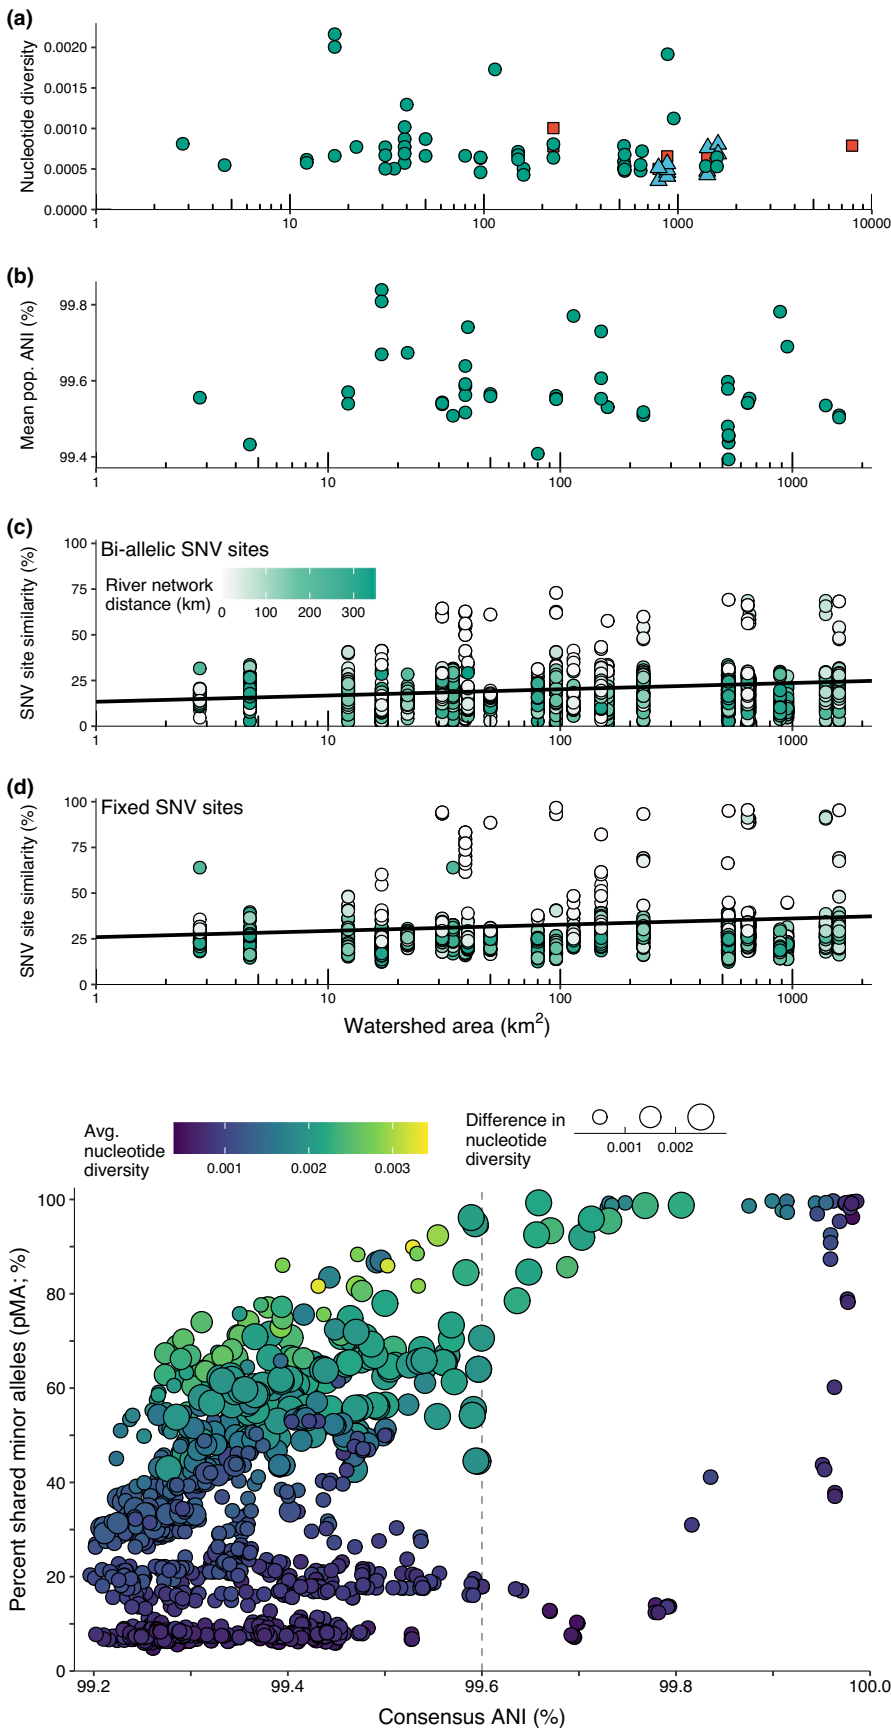 (a)
Nucleotide diversity
0.0020
0.0015
0.0010
0.0005
0.0000
1 10 100 1000 10000
(b)
Mean pop. ANI (%)
99.8
99.6
99.4
1 10 100 1000
(c)
SNV site similarity (%)
Bi-allelic SNV sites
River network
distance (km)
0 100 200 300
100
75
50
25
0
1 10 100 1000
(d)
SNV site similarity (%)
Fixed SNV sites
100
75
50
25
0
1 10 100 1000
Watershed area (km²)
Avg.
nucleotide
diversity
0.001 0.002 0.003
Difference in
nucleotide
diversity
0.001 0.002
Percent shared minor alleles (pMA; %)
100
80
60
40
20
0
99.2 99.4 99.6 99.8 100.0
Consensus ANI (%)